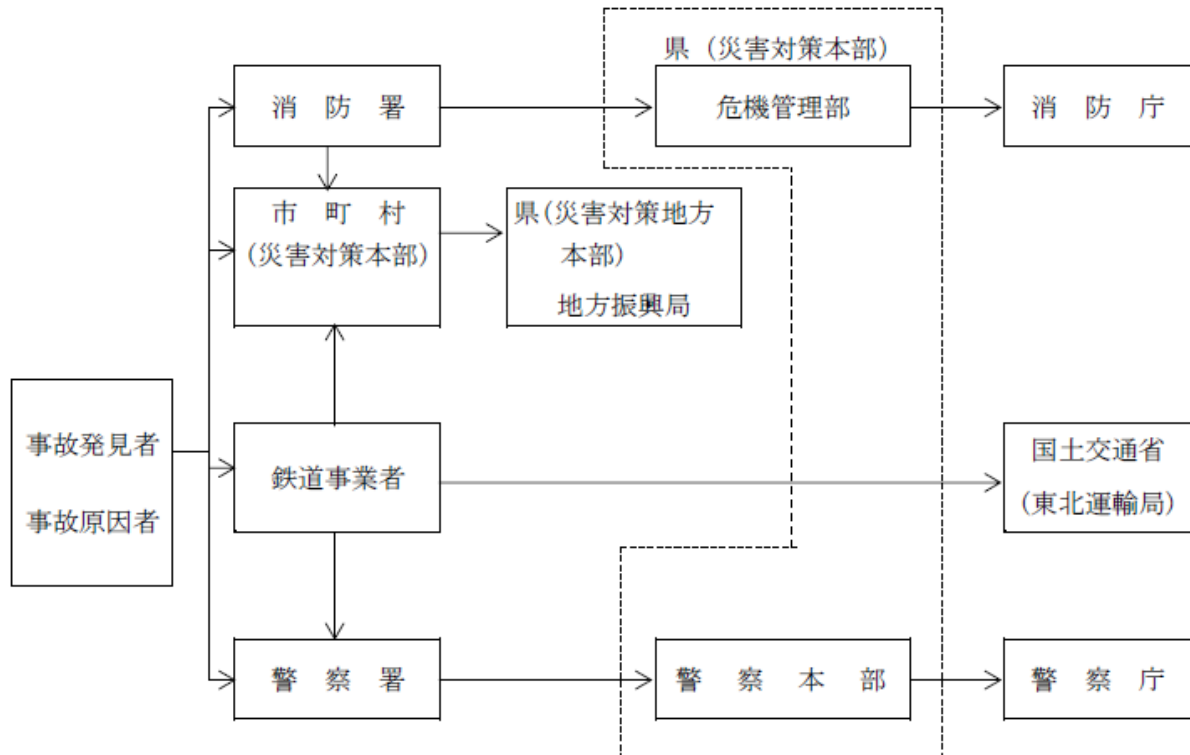 県（災害対策本部）
消　防　署
危機管理部
消　防　庁
市　町　村
(災害対策本部)
県(災害対策地方
本部)
地方振興局
事故発見者
事故原因者
鉄道事業者
国土交通省
(東北運輸局)
警　察　署
警　察　本　部
警　察　庁